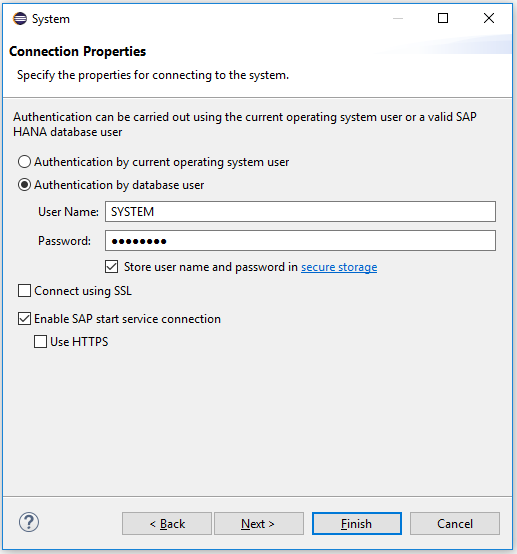 System
Connection Properties
Specify the properties for connecting to the system.
Authentication can be carried out using the current operating system user or a valid SAP
HANA database user
Authentication by current operating system user
Authentication by database user
User Name: SYSTEM
Password: ●●●●●●●●
Store user name and password in secure storage
Connect using SSL
Enable SAP start service connection
Use HTTPS
? < Back Next > Finish Cancel